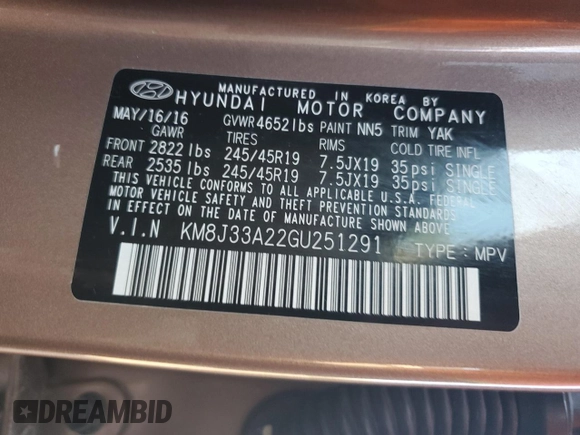 MANUFACTURED IN KOREA BY
HYUNDAI MOTOR COMPANY
MAY/16/16 GVWR 4652lbs PAINT NN5 TRIM YAK
GAWR TIRES RIMS COLD TIRE INFL
FRONT 2822 lbs 245/45R19 7.5JX19 35psi SINGLE
REAR 2535 lbs 245/45R19 7.5JX19 35psi SINGLE
THIS VEHICLE CONFORMS TO ALL APPLICABLE U.S.A. FEDERAL
MOTOR VEHICLE SAFETY AND THEFT PREVENTION STANDARDS
IN EFFECT ON THE DATE OF MANUFACTURE SHOWN ABOVE.
V.I.N KM8J33A22GU251291 TYPE : MPV
DREAMBID